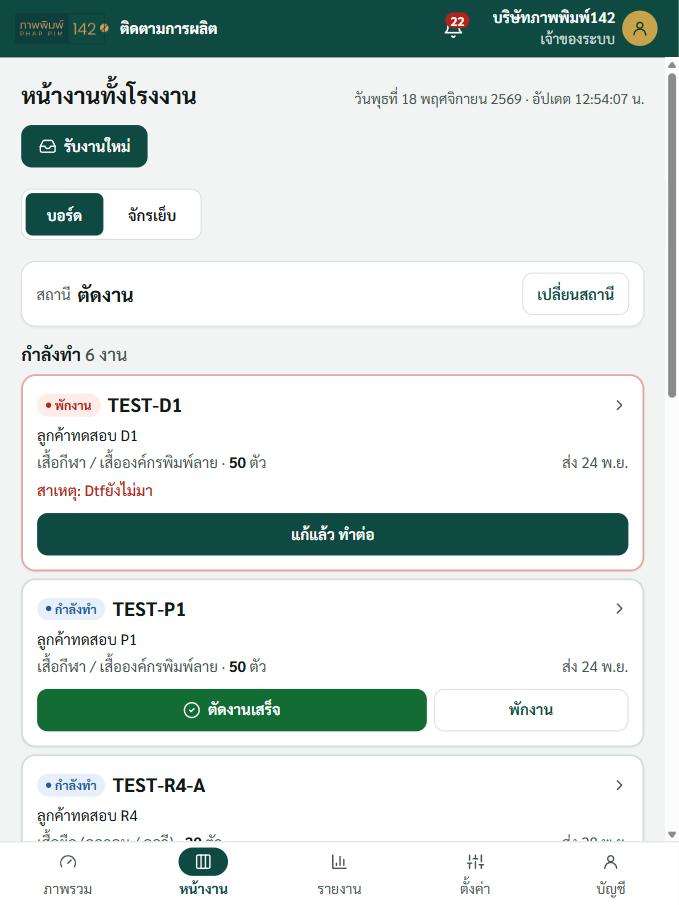 ภาพพิมพ์ 142 ติดตามการผลิต
PHAP PIM
22
บริษัทภาพพิมพ์142
เจ้าของระบบ
หน้างานทั้งโรงงาน
วันพุธที่ 18 พฤศจิกายน 2569 · อัปเดต 12:54:07 น.
รับงานใหม่
บอร์ด จักรเย็บ
สถานี ตัดงาน เปลี่ยนสถานี
กำลังทำ 6 งาน
พักงาน TEST-D1
ลูกค้าทดสอบ D1
เสื้อกีฬา / เสื้อองค์กรพิมพ์ลาย · 50 ตัว ส่ง 24 พ.ย.
สาเหตุ: Dtfยังไม่มา
แก้แล้ว ทำต่อ
กำลังทำ TEST-P1
ลูกค้าทดสอบ P1
เสื้อกีฬา / เสื้อองค์กรพิมพ์ลาย · 50 ตัว ส่ง 24 พ.ย.
ตัดงานเสร็จ พักงาน
กำลังทำ TEST-R4-A
ลูกค้าทดสอบ R4
ภาพรวม หน้างาน รายงาน ตั้งค่า บัญชี